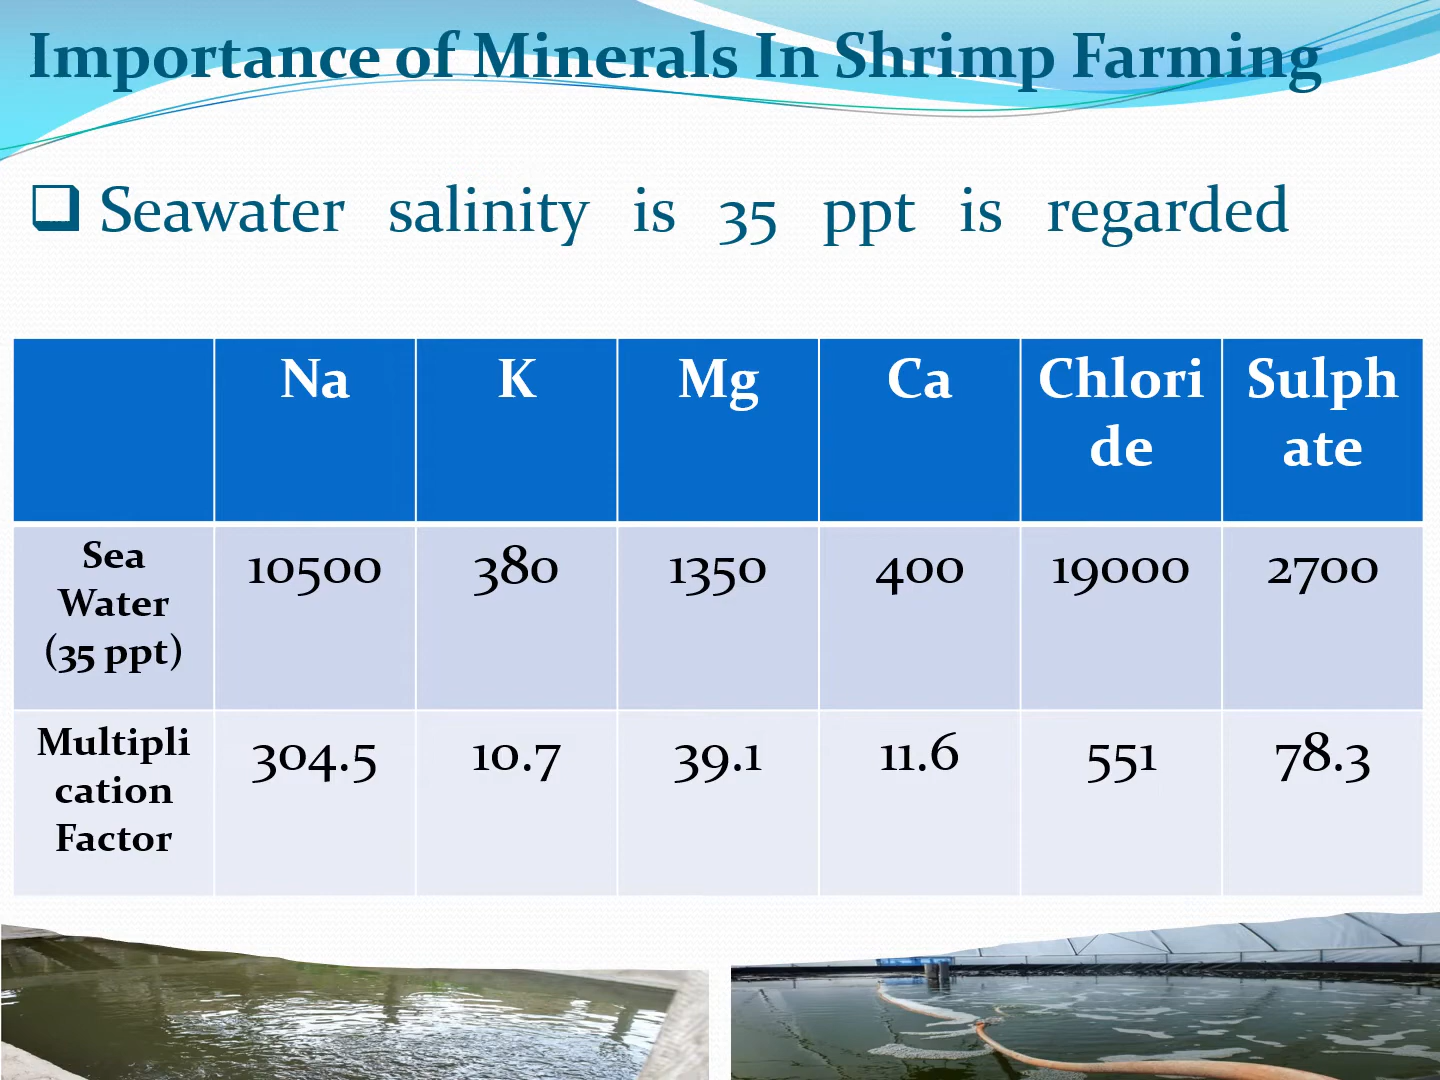 Importance of Minerals In Shrimp Farming
Seawater salinity is 35 ppt is regarded
Na K Mg Ca Chlori Sulph
de ate
Sea
Water
(35 ppt)
10500 380 1350 400 19000 2700
Multipli
cation
Factor
304.5 10.7 39.1 11.6 551 78.3